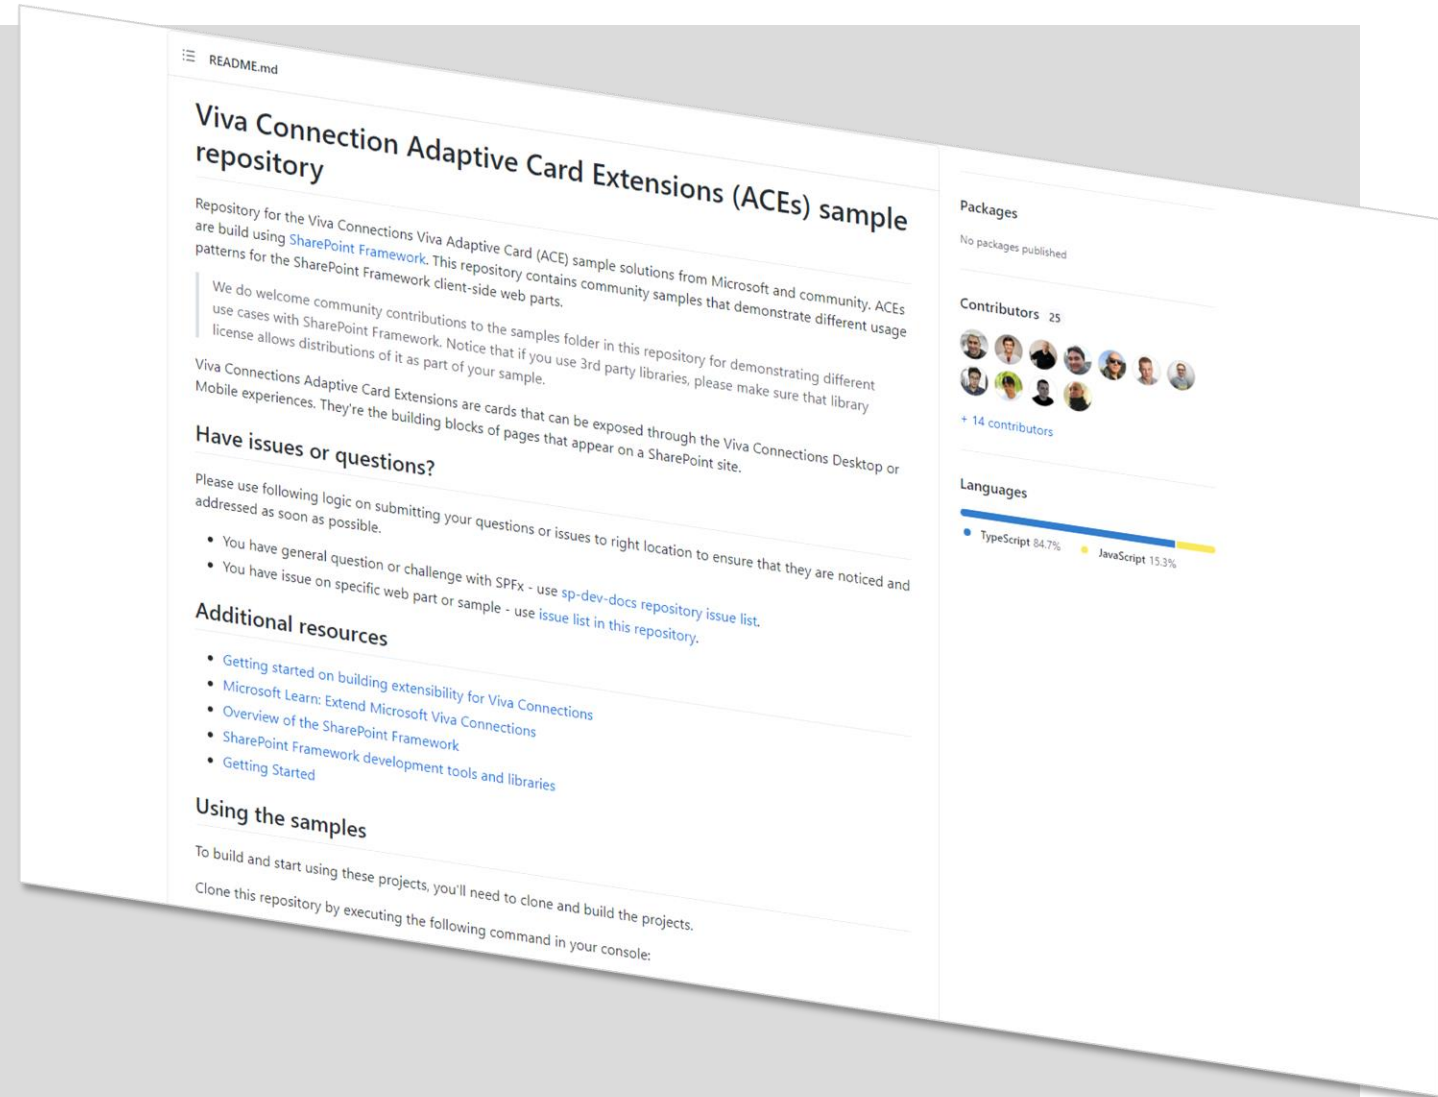 README.md
Viva Connection Adaptive Card Extensions (ACEs) sample
repository
Repository for the Viva Connections Viva Adaptive Card (ACE) sample solutions from Microsoft and community. ACEs
are build using SharePoint Framework. This repository contains community samples that demonstrate different usage
patterns for the SharePoint Framework client-side web parts.
We do welcome community contributions to the samples folder in this repository for demonstrating different
use cases with SharePoint Framework. Notice that if you use 3rd party libraries, please make sure that library
license allows distributions of it as part of your sample.
Viva Connections Adaptive Card Extensions are cards that can be exposed through the Viva Connections Desktop or
Mobile experiences. They're the building blocks of pages that appear on a SharePoint site.
Have issues or questions?
Please use following logic on submitting your questions or issues to right location to ensure that they are noticed and
addressed as soon as possible.
• You have general question or challenge with SPFx - use sp-dev-docs repository issue list.
• You have issue on specific web part or sample - use issue list in this repository.
Additional resources
• Getting started on building extensibility for Viva Connections
• Microsoft Learn: Extend Microsoft Viva Connections
• Overview of the SharePoint Framework
• SharePoint Framework development tools and libraries
• Getting Started
Using the samples
To build and start using these projects, you'll need to clone and build the projects.
Clone this repository by executing the following command in your console:
Packages
No packages published
Contributors 25
+ 14 contributors
Languages
TypeScript 84.7% JavaScript 15.3%